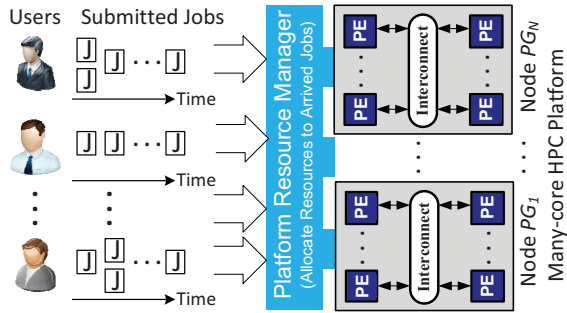 Users
Submitted Jobs
J
J
J
J
Time
J
J
J
Time
J
J
J
J
Time
Platform Resource Manager
(Allocate Resources to Arrived Jobs)
PE
PE
Interconnect
PE
PE
Node PG_N
PE
PE
Interconnect
PE
PE
Node PG_1
Many-core HPC Platform